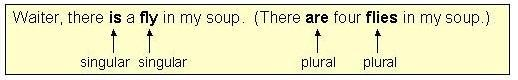 Waiter, there is a fly in my soup. (There are four flies in my soup.)
singular singular plural plural